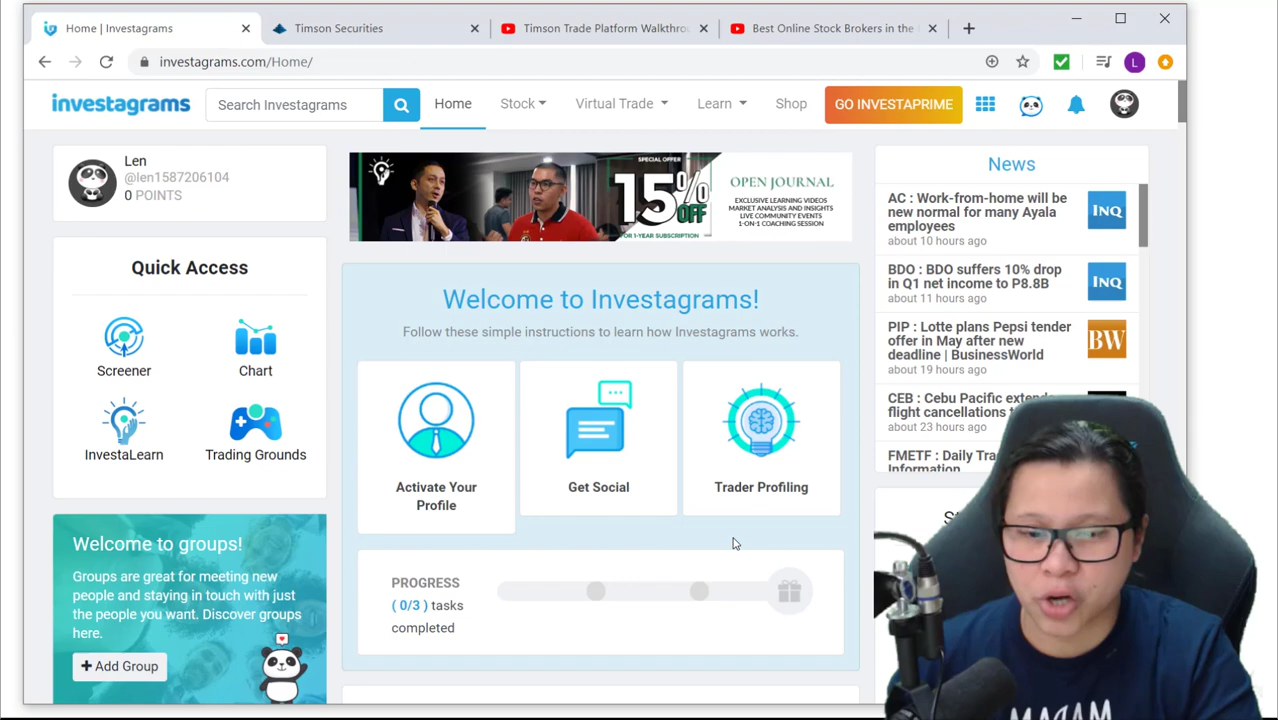 Home | Investagrams
Timson Securities
Timson Trade Platform Walkthrou
Best Online Stock Brokers in the
investagrams.com/Home/
L
investagrams
Search Investagrams
Home
Stock
Virtual Trade
Learn
Shop
GO INVESTAPRIME
Len
@len1587206104
0 POINTS
Quick Access
Screener
Chart
InvestaLearn
Trading Grounds
Welcome to groups!
Groups are great for meeting new
people and staying in touch with just
the people you want. Discover groups
here.
+ Add Group
SPECIAL OFFER
15% OFF
FOR 1-YEAR SUBSCRIPTION
OPEN JOURNAL
EXCLUSIVE LEARNING VIDEOS
MARKET ANALYSIS AND INSIGHTS
LIVE COMMUNITY EVENTS
1-ON-1 COACHING SESSION
Welcome to Investagrams!
Follow these simple instructions to learn how Investagrams works.
Activate Your
Profile
Get Social
Trader Profiling
PROGRESS
( 0/3 ) tasks
completed
News
AC : Work-from-home will be
new normal for many Ayala
employees
about 10 hours ago
INQ
BDO : BDO suffers 10% drop
in Q1 net income to P8.8B
about 11 hours ago
INQ
PIP : Lotte plans Pepsi tender
offer in May after new
deadline | BusinessWorld
about 19 hours ago
BW
CEB : Cebu Pacific
flight cancellations
about 23 hours ago
FMETF : Daily
Information